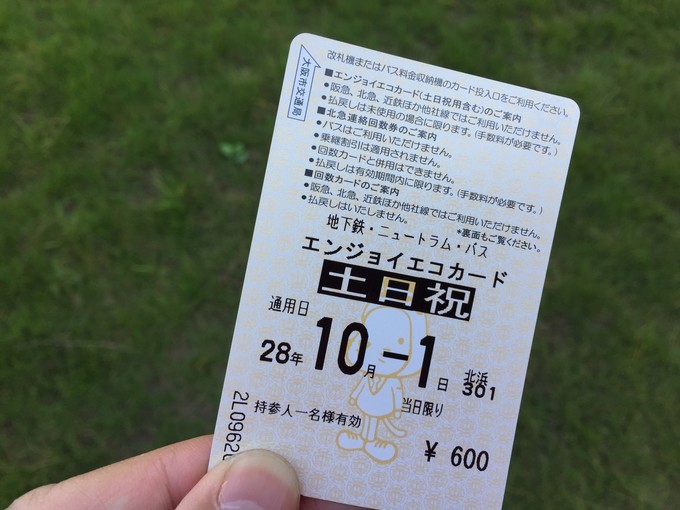 大阪市交通局
改札機またはバス料金収納機のカード投入口をご利用ください。
■エンジョイエコカード(土日祝用含む)のご案内
●阪急、北急、近鉄ほか他社線ではご利用いただけません。
●払戻しは未使用の場合に限ります。(手数料が必要です。)
■北急連絡回数券のご案内
●バスはご利用いただけません。
●乗継割引は適用されません。
●回数カードと併用はできません。
●払戻しは有効期間内に限ります。(手数料が必要です。)
■回数カードのご案内
●阪急、北急、近鉄ほか他社線ではご利用いただけません。
●払戻しはいたしません。
*裏面もご覧ください。
地下鉄・ニュートラム・バス
エンジョイエコカード
土日祝
通用日
28年 10月-1日 北浜
301
当日限り
持参人一名様有効
¥ 600